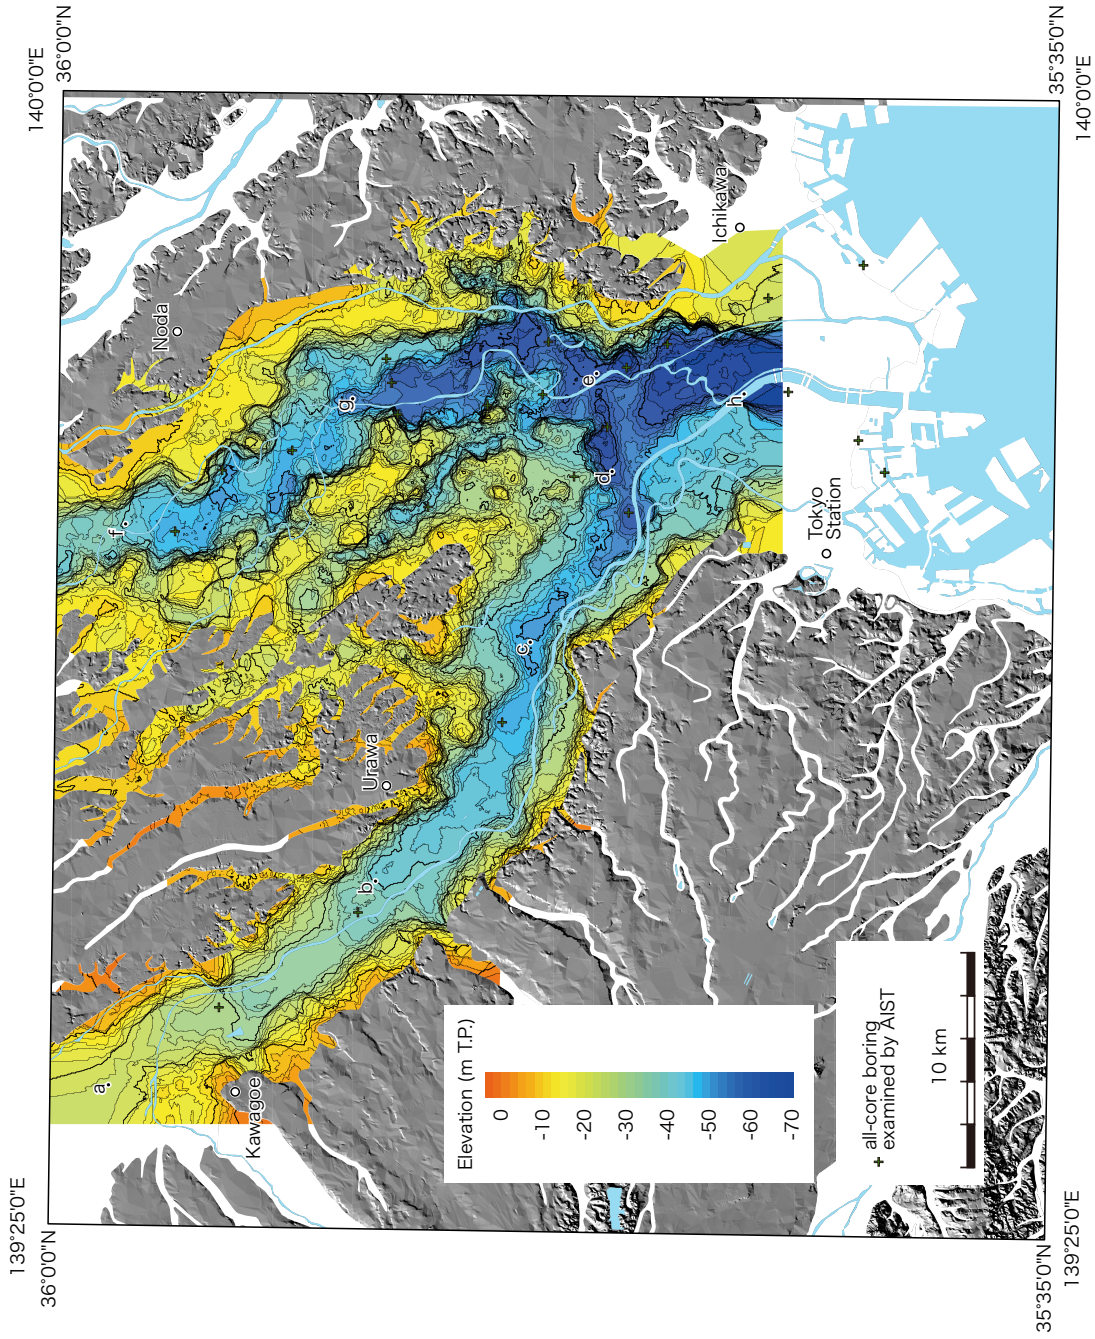 140°0'0"E
36°0'0"N
35°35'0"N
140°0'0"E
Noda
Ichikawa
g
e
h
f
d
Tokyo
Station
c
Urawa
b
a
Kawagoe
Elevation (m T.P.)
0
-10
-20
-30
-40
-50
-60
-70
all-core boring
examined by AIST
10 km
139°25'0"E
36°0'0"N
35°35'0"N
139°25'0"E